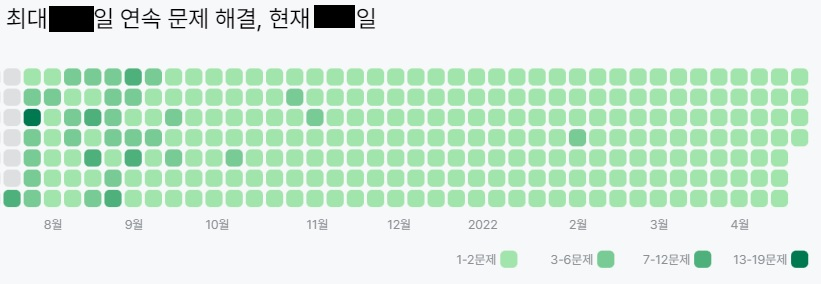 최대 일 연속 문제 해결, 현재 일
8월 9월 10월 11월 12월 2022 2월 3월 4월
1-2문제 3-6문제 7-12문제 13-19문제